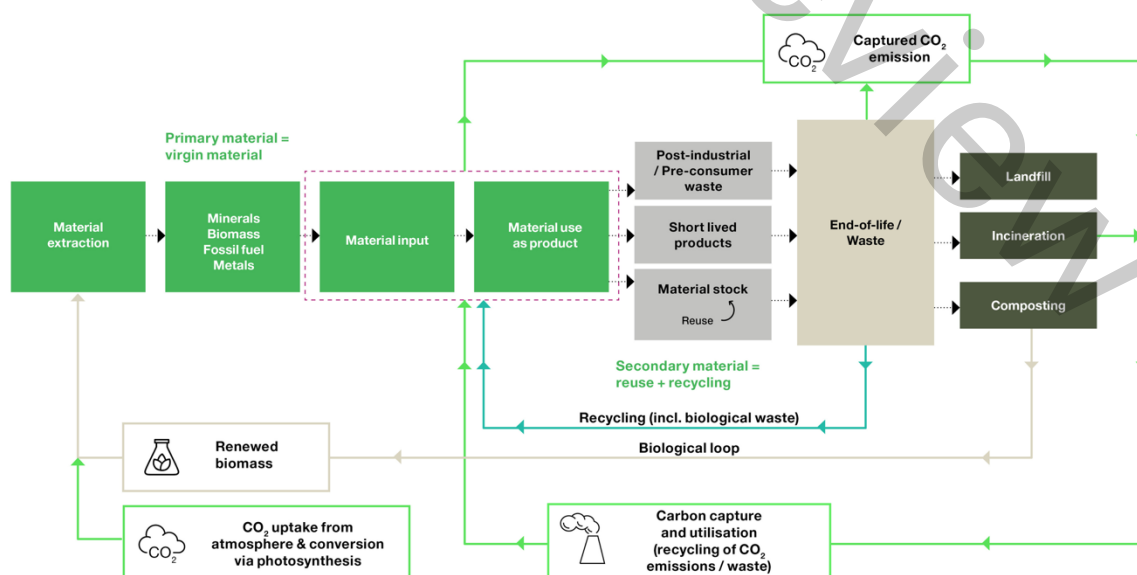 Captured CO₂
emission
CO₂
Primary material =
virgin material
Material
extraction
Minerals
Biomass
Fossil fuel
Metals
Material input
Material use
as product
Post-industrial
/ Pre-consumer
waste
Short lived
products
Material stock
Reuse
End-of-life /
Waste
Landfill
Incineration
Composting
Secondary material =
reuse + recycling
Recycling (incl. biological waste)
Biological loop
Renewed
biomass
CO₂ uptake from
atmosphere & conversion
via photosynthesis
CO₂
Carbon capture
and utilisation
(recycling of CO₂
emissions / waste)
view